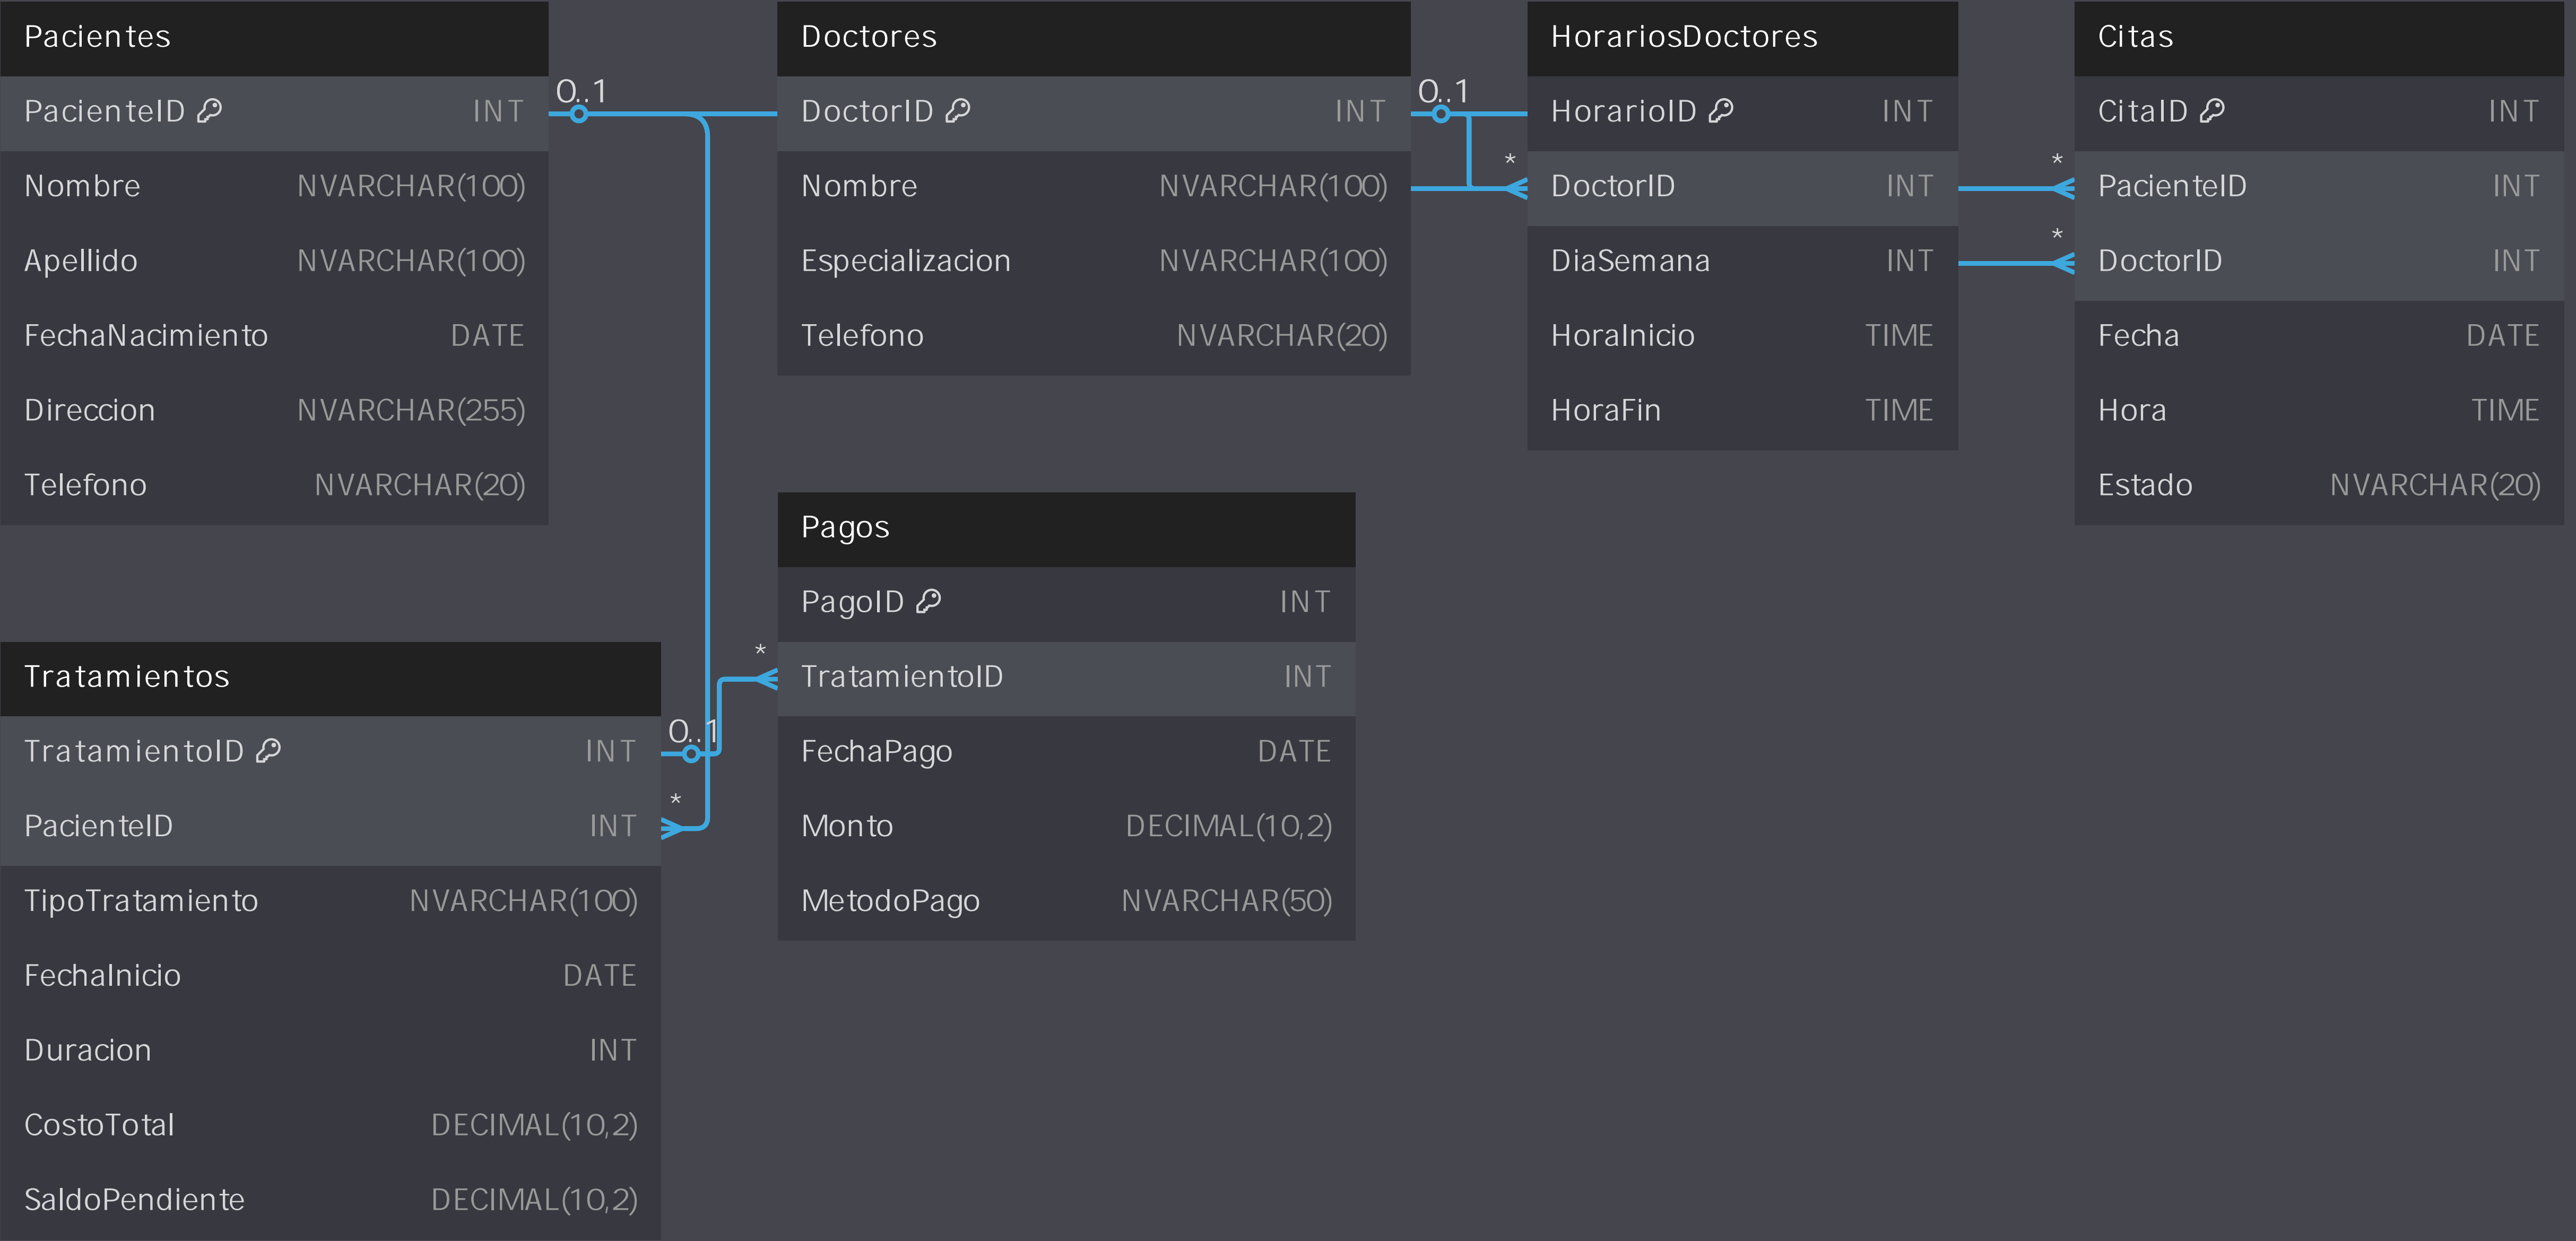 Pacientes
PacienteID INT
Nombre NVARCHAR(100)
Apellido NVARCHAR(100)
FechaNacimiento DATE
Direccion NVARCHAR(255)
Telefono NVARCHAR(20)
0..1
Doctores
DoctorID INT
Nombre NVARCHAR(100)
Especializacion NVARCHAR(100)
Telefono NVARCHAR(20)
0..1
*
HorariosDoctores
HorarioID INT
DoctorID INT
DiaSemana INT
HoraInicio TIME
HoraFin TIME
*
*
Citas
CitaID INT
PacienteID INT
DoctorID INT
Fecha DATE
Hora TIME
Estado NVARCHAR(20)
Tratamientos
TratamientoID INT
PacienteID INT
TipoTratamiento NVARCHAR(100)
FechaInicio DATE
Duracion INT
CostoTotal DECIMAL(10,2)
SaldoPendiente DECIMAL(10,2)
0..1
*
*
Pagos
PagoID INT
TratamientoID INT
FechaPago DATE
Monto DECIMAL(10,2)
MetodoPago NVARCHAR(50)